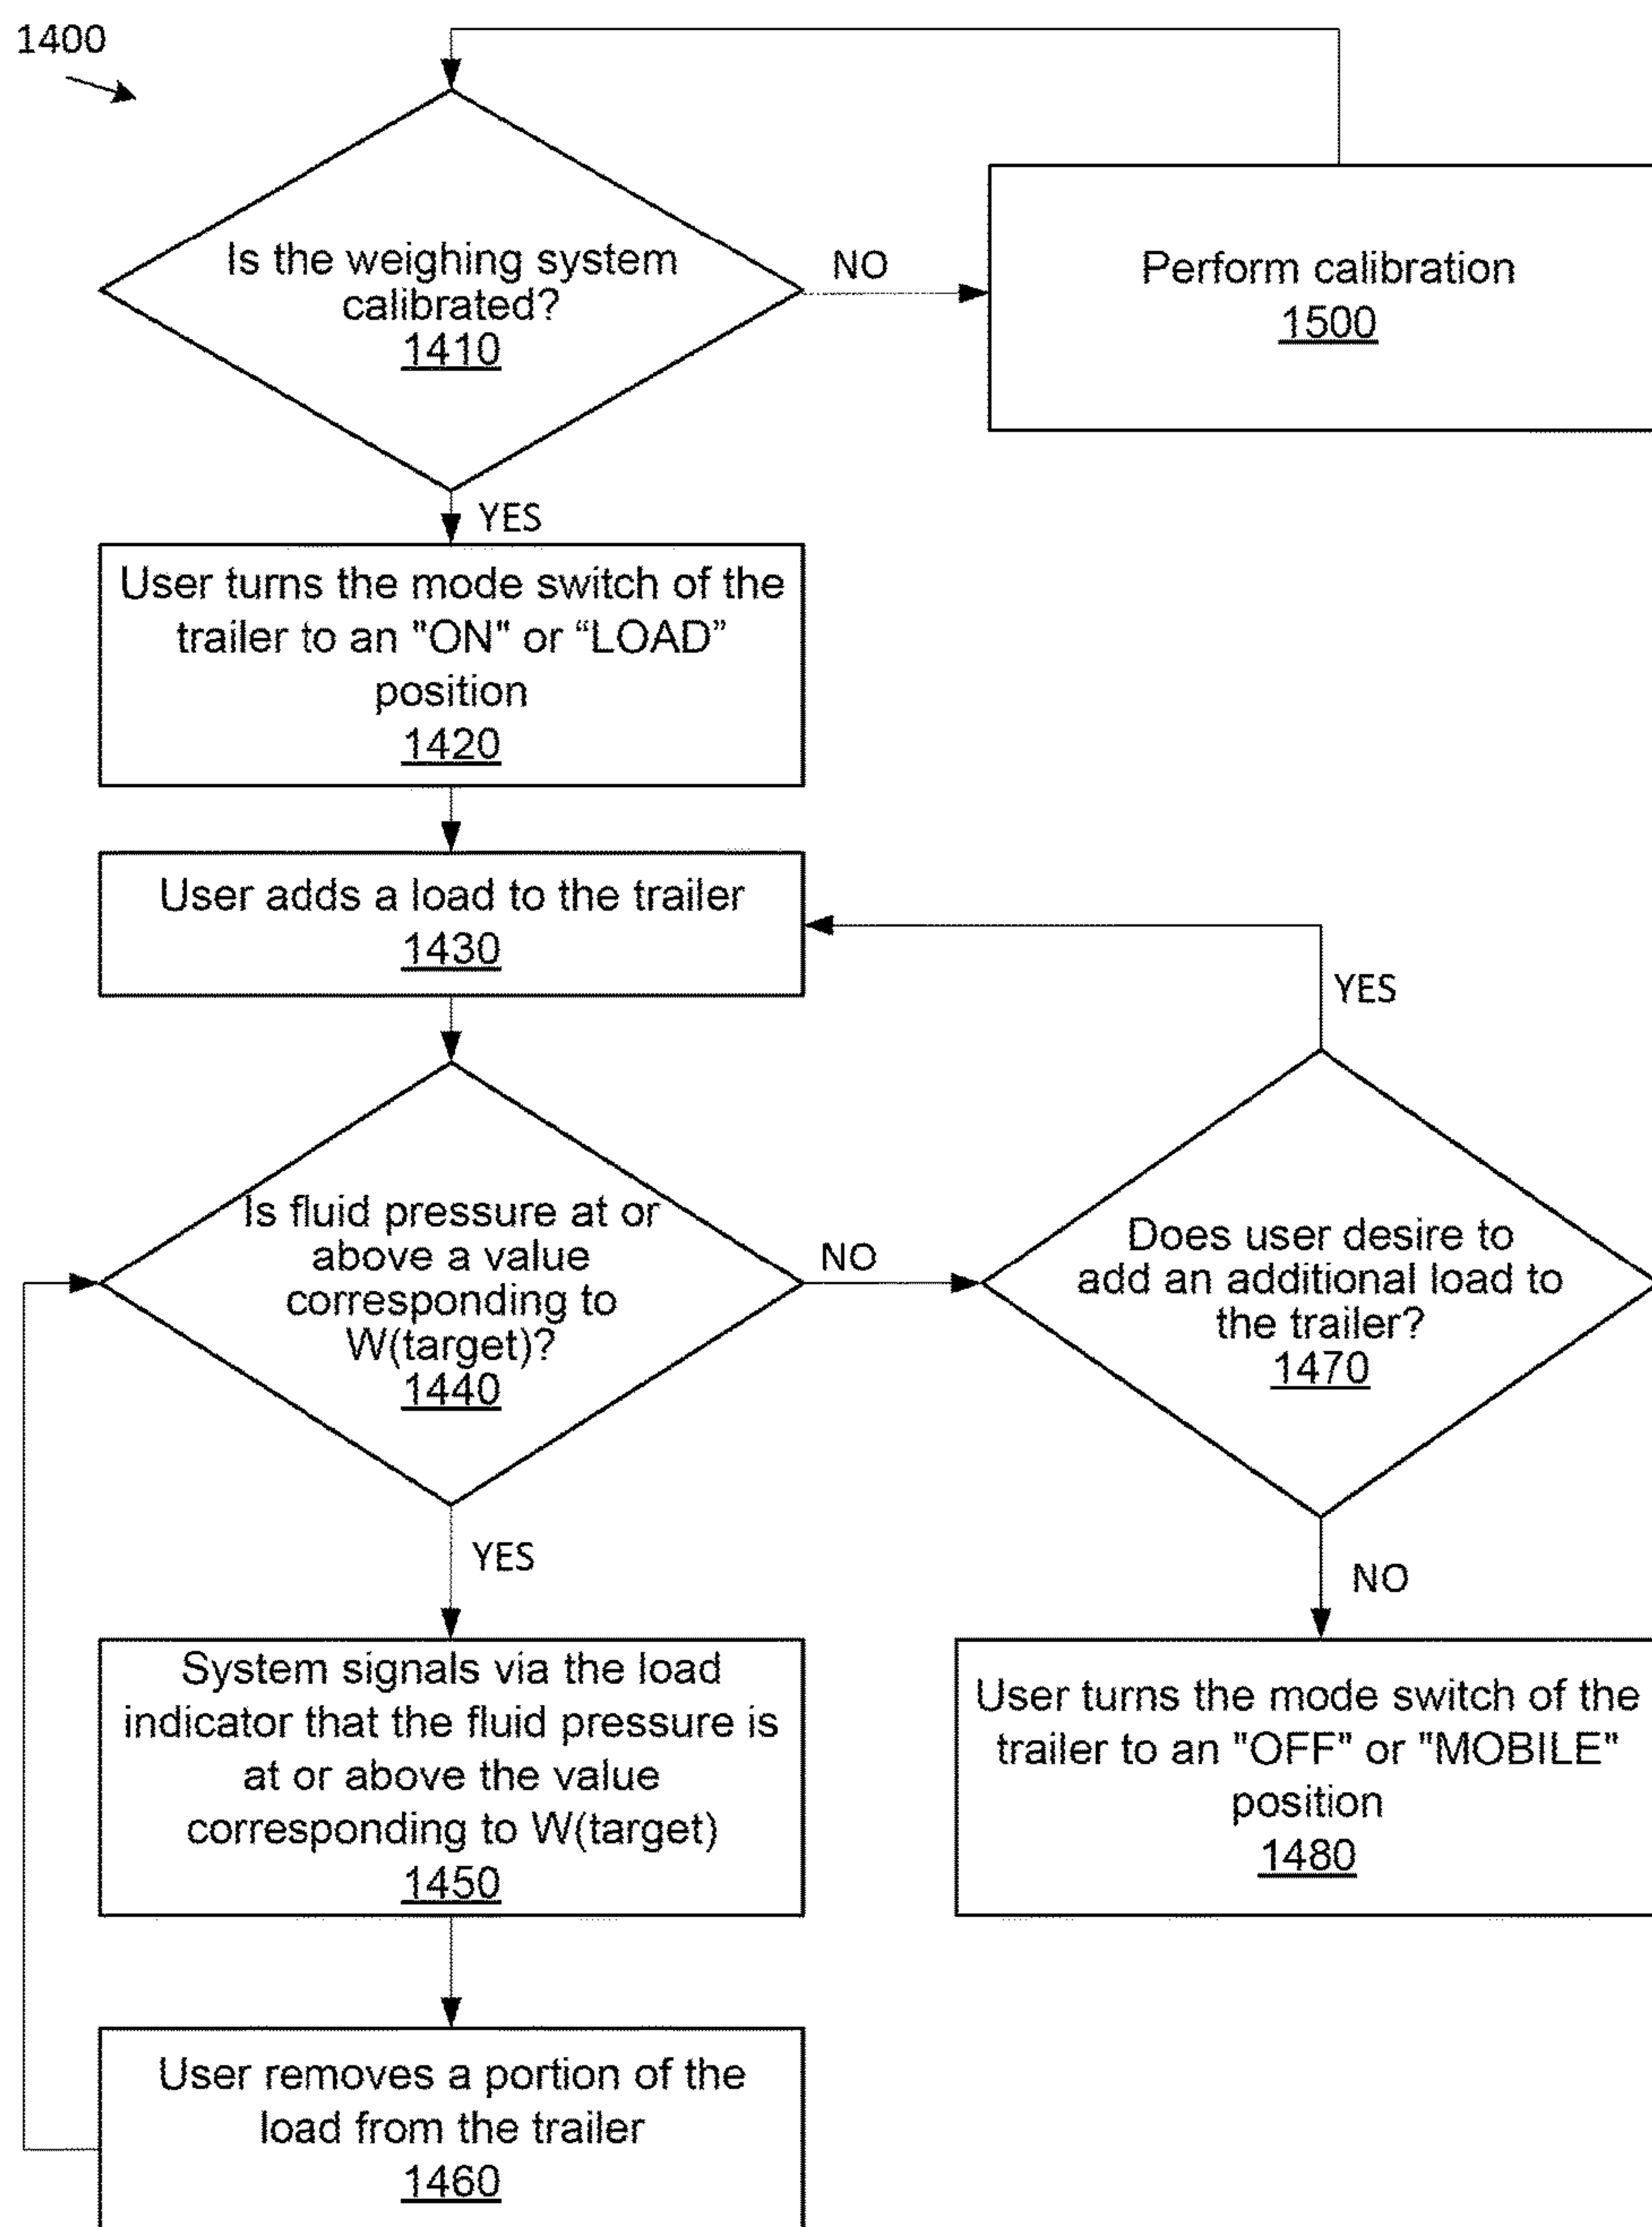 1400
Is the weighing system
calibrated?
1410
NO
Perform calibration
1500
YES
User turns the mode switch of the
trailer to an "ON" or “LOAD”
position
1420
User adds a load to the trailer
1430
YES
Is fluid pressure at or
above a value
corresponding to
W(target)?
1440
NO
Does user desire to
add an additional load to
the trailer?
1470
YES
NO
System signals via the load
indicator that the fluid pressure is
at or above the value
corresponding to W(target)
1450
User turns the mode switch of the
trailer to an "OFF" or "MOBILE"
position
1480
User removes a portion of the
load from the trailer
1460